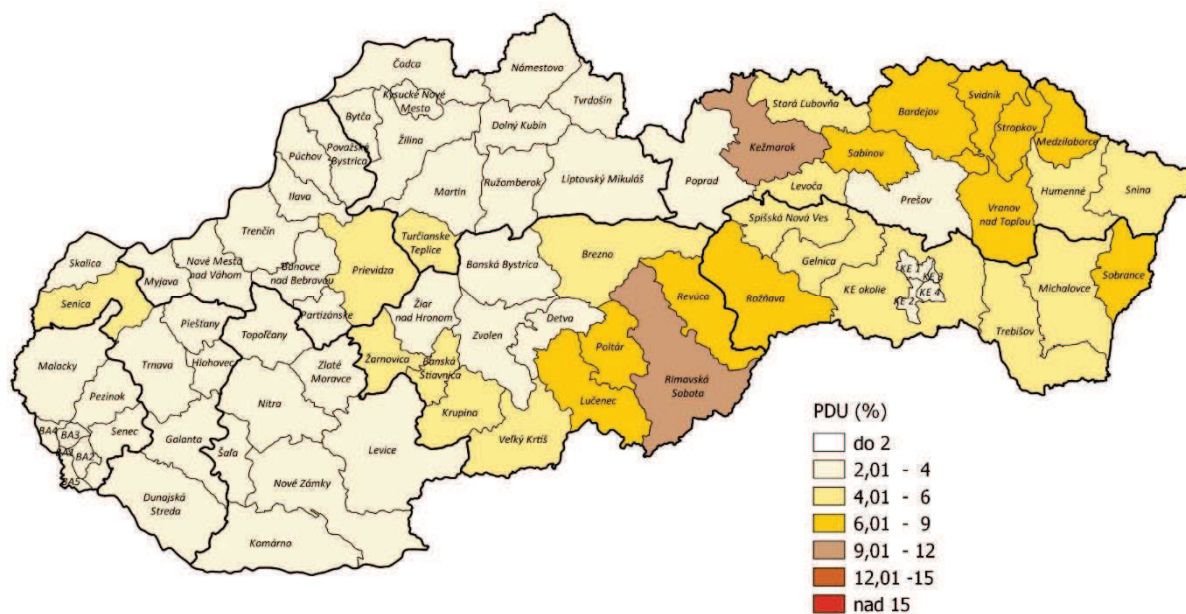 Čadca
Námestovo
Kysucké Nové
Mesto
Tvrdošín
Bytča
Dolný Kubín
Žilina
Považská
Bystrica
Púchov
Ilava
Martin
Ružomberok
Liptovský Mikuláš
Poprad
Kežmarok
Stará Ľubovňa
Bardejov
Svidník
Stropkov
Medzilaborce
Sabinov
Levoča
Prešov
Vranov
nad Topľou
Humenné
Snina
Trenčín
Skalica
Myjava
Nové Mesto
nad Váhom
Bánovce
nad Bebravou
Prievidza
Turčianske
Teplice
Banská Bystrica
Brezno
Spišská Nová Ves
Gelnica
Rožňava
Revúca
KE okolie
KE 1
KE 3
KE 4
KE 2
Michalovce
Sobrance
Trebišov
Senica
Partizánske
Žiar
nad Hronom
Zvolen
Detva
Poltár
Rimavská
Sobota
Lučenec
Piešťany
Topoľčany
Malacky
Trnava
Hlohovec
Zlaté
Moravce
Žarnovica
Banská
Štiavnica
Krupina
Veľký Krtíš
Pezinok
Nitra
Levice
BA4
BA3
BA2
BA5
Senec
Galanta
Šaľa
Nové Zámky
Dunajská
Streda
Komárno
PDU (%)
do 2
2,01 - 4
4,01 - 6
6,01 - 9
9,01 - 12
12,01 -15
nad 15